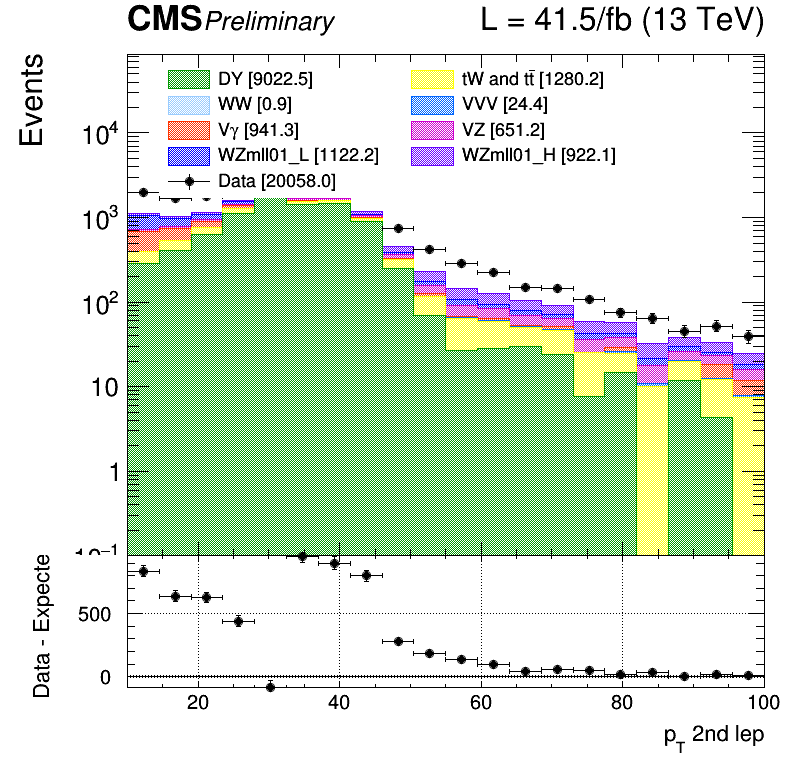 CMS Preliminary L = 41.5/fb (13 TeV)
Events
DY [9022.5] tW and tt̄ [1280.2]
WW [0.9] VVV [24.4]
Vγ [941.3] VZ [651.2]
WZmll01_L [1122.2] WZmll01_H [922.1]
Data [20058.0]
10⁴
10³
10²
10
1
10⁻¹
Data - Expecte
500
0
20 40 60 80 100
p_T 2nd lep